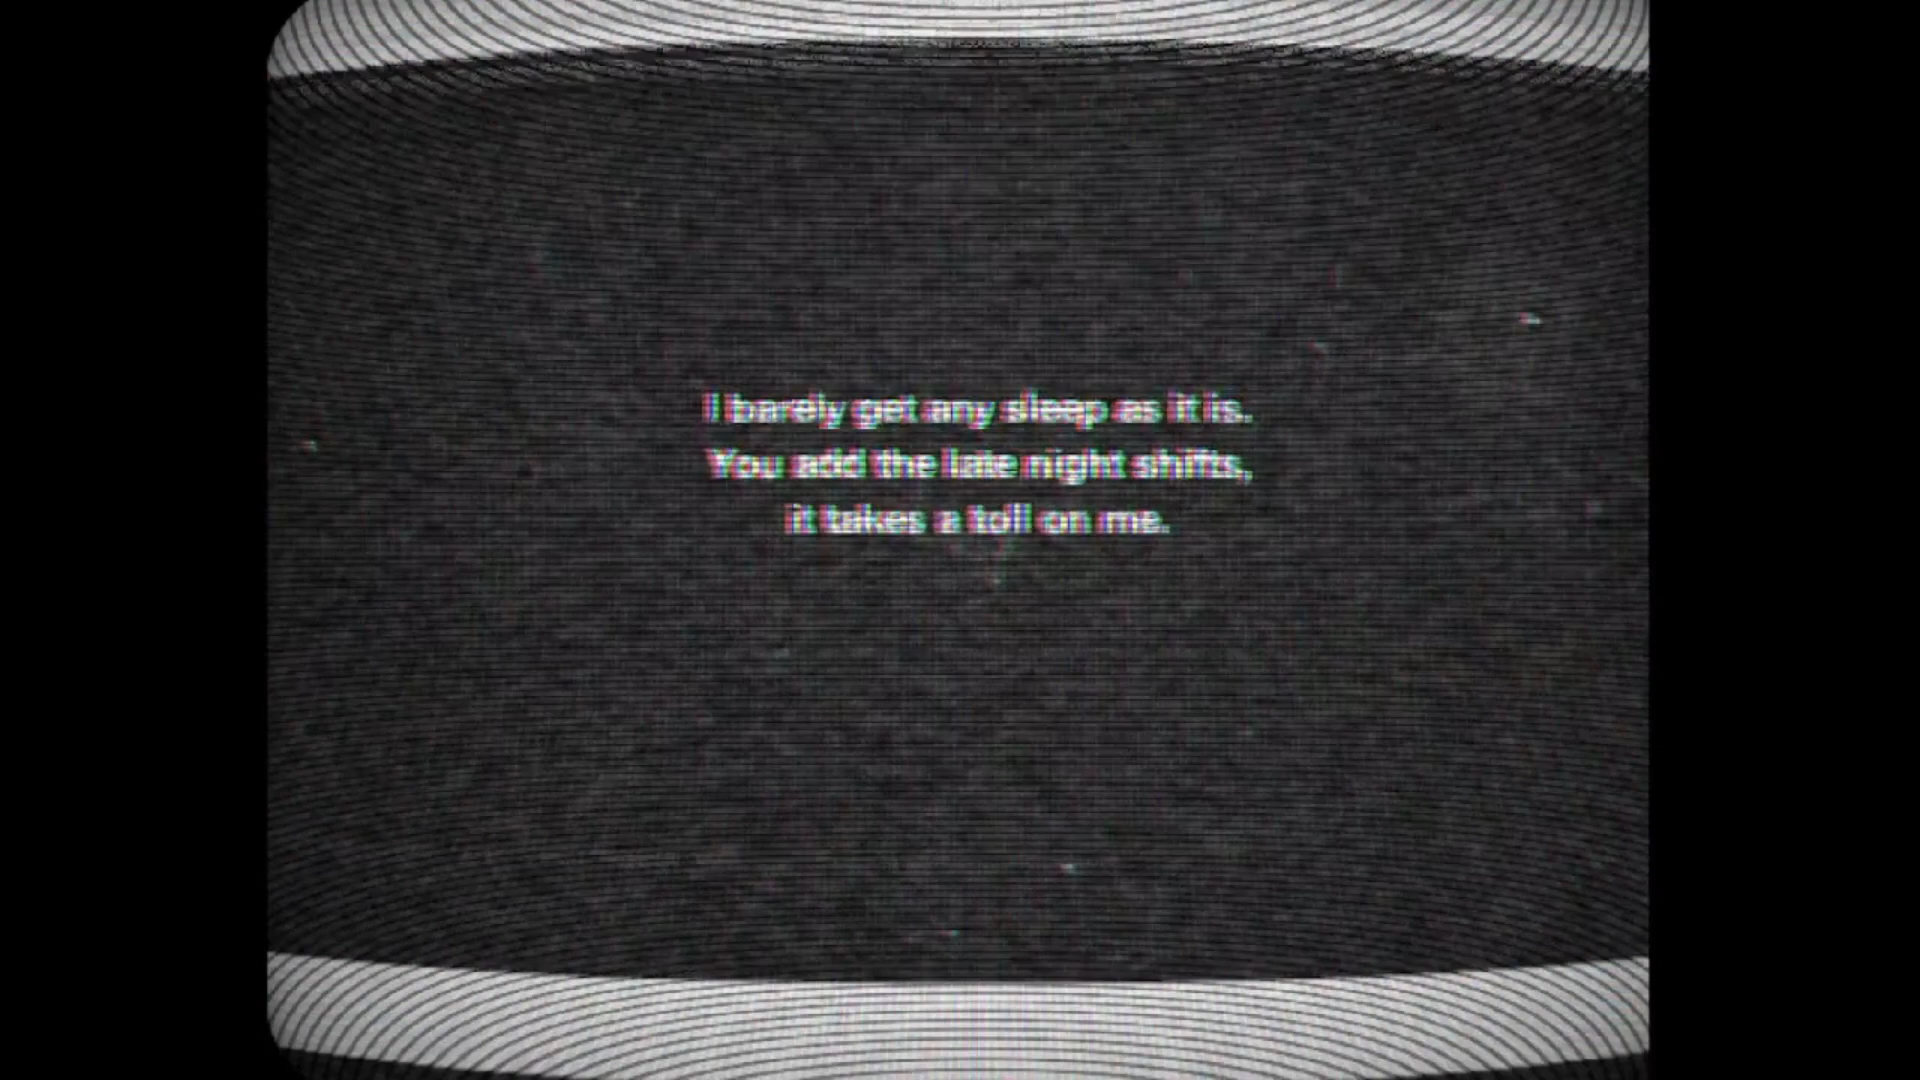 I barely get any sleep as it is.
You add the late night shifts,
it takes a toll on me.